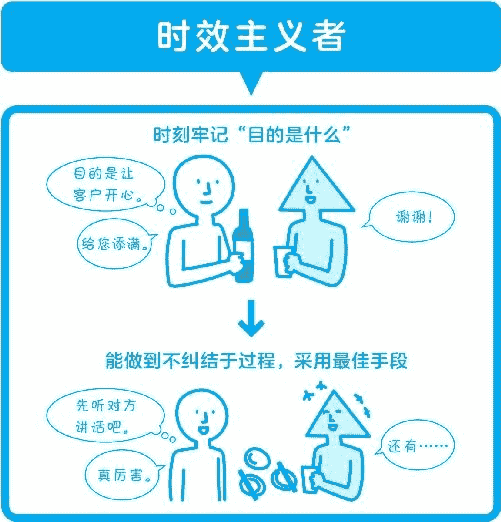 时效主义者
时刻牢记“目的是什么”
目的是让
客户开心。
给您添满。
谢谢！
能做到不纠结于过程，采用最佳手段
先听对方
讲话吧。
真厉害。
还有……